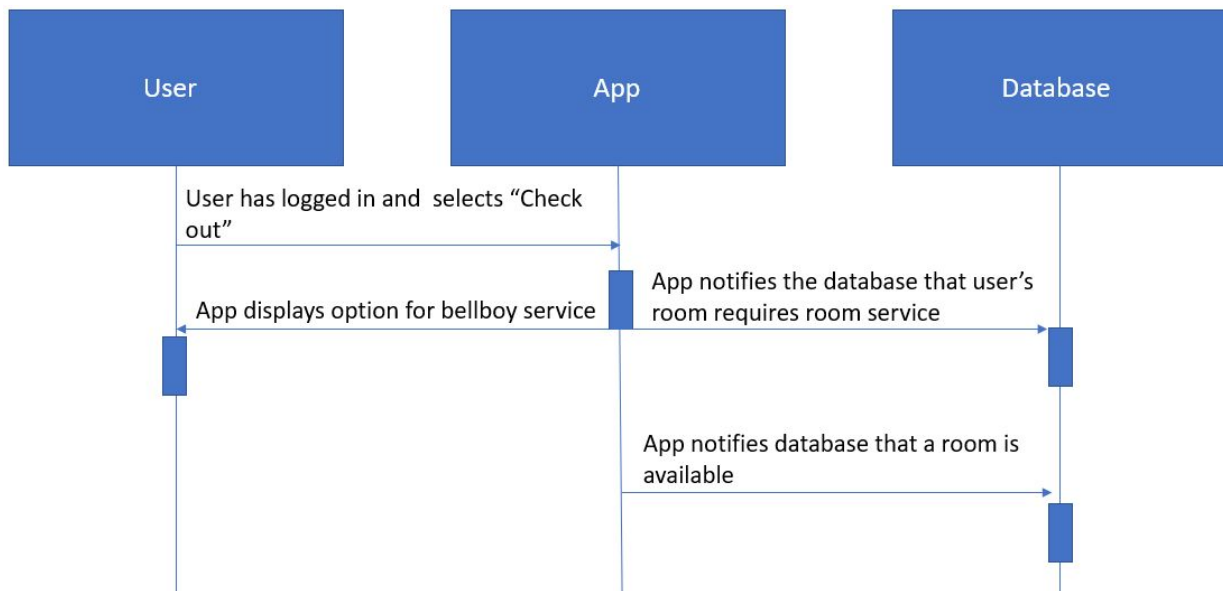 User
App
Database
User has logged in and selects “Check
out”
App displays option for bellboy service
App notifies the database that user’s
room requires room service
App notifies database that a room is
available